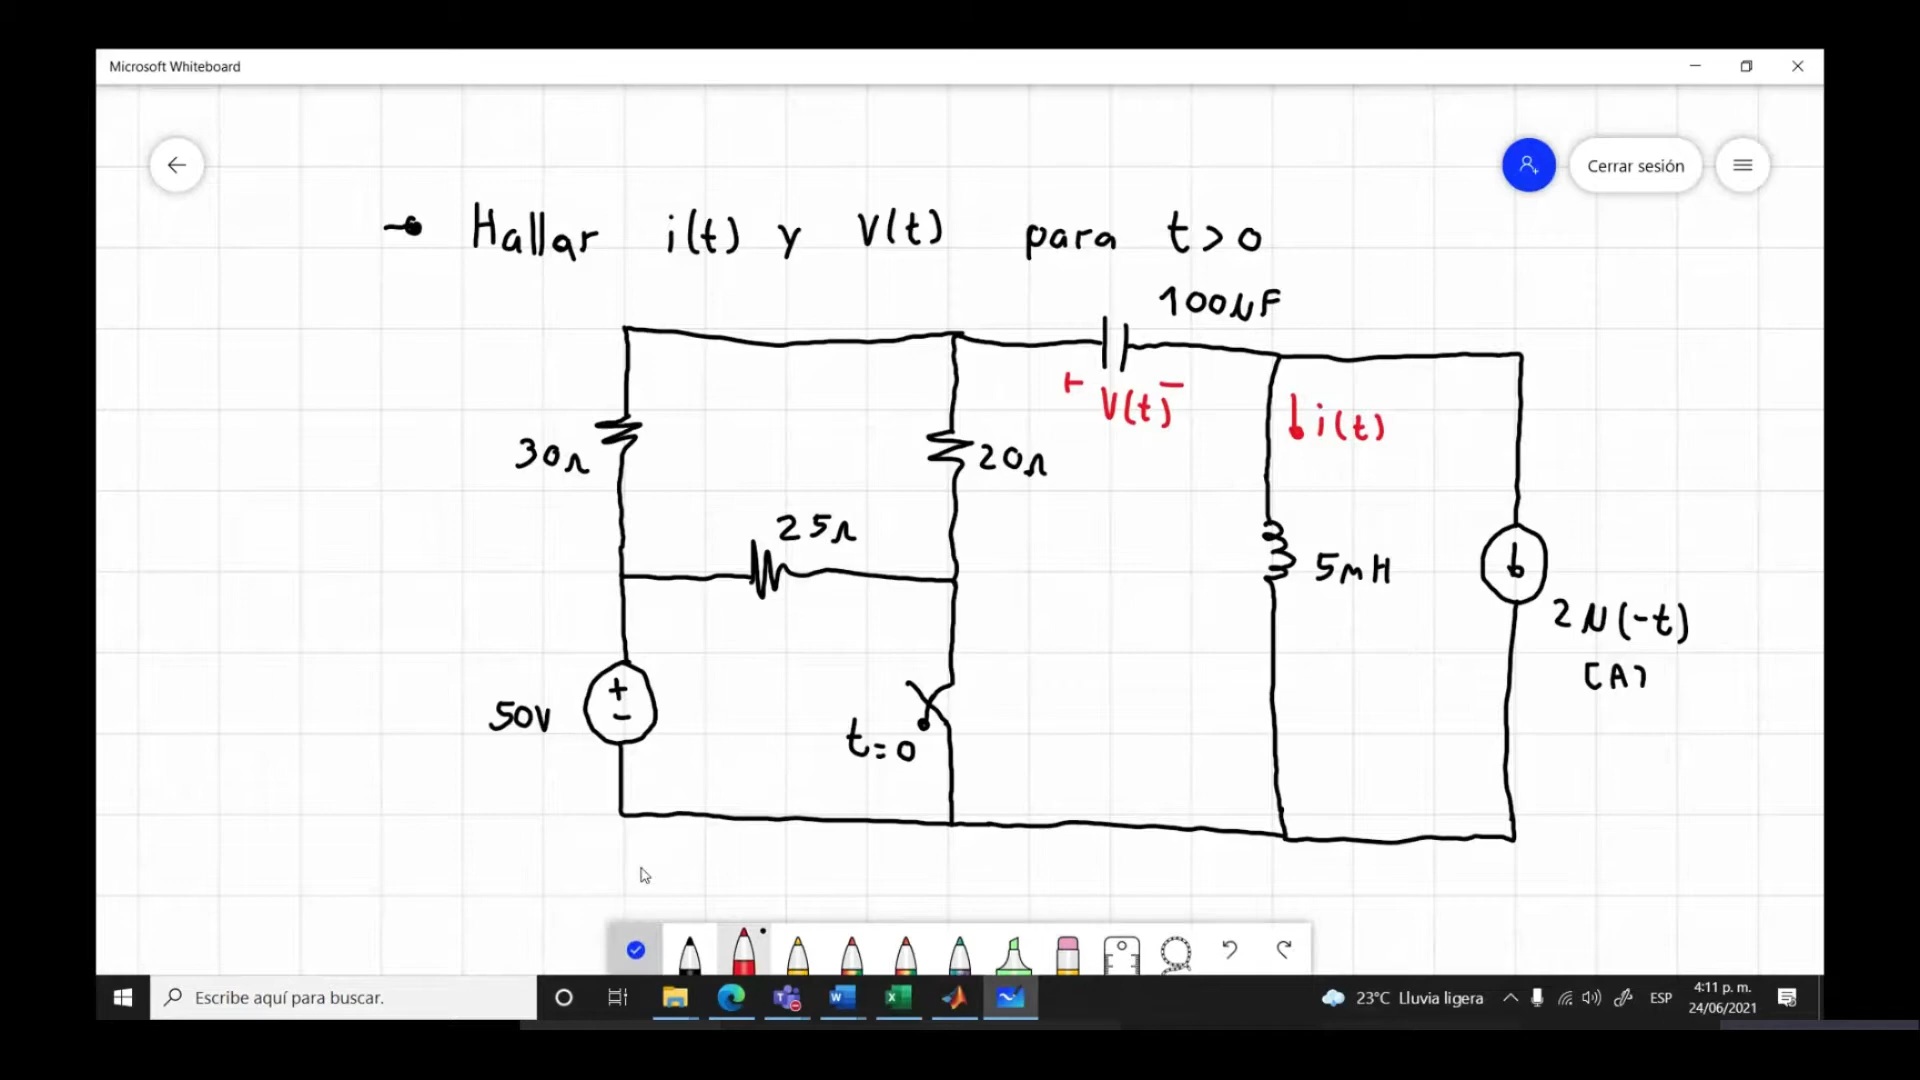 Microsoft Whiteboard
Cerrar sesión
Hallar i(t) y V(t) para t > 0
100μF
+ V(t) -
i(t)
30Ω
20Ω
25Ω
5mH
2μ(-t)
[A]
50V
+
-
t=0
Escribe aquí para buscar.
23°C Lluvia ligera
ESP
4:11 p. m.
24/06/2021